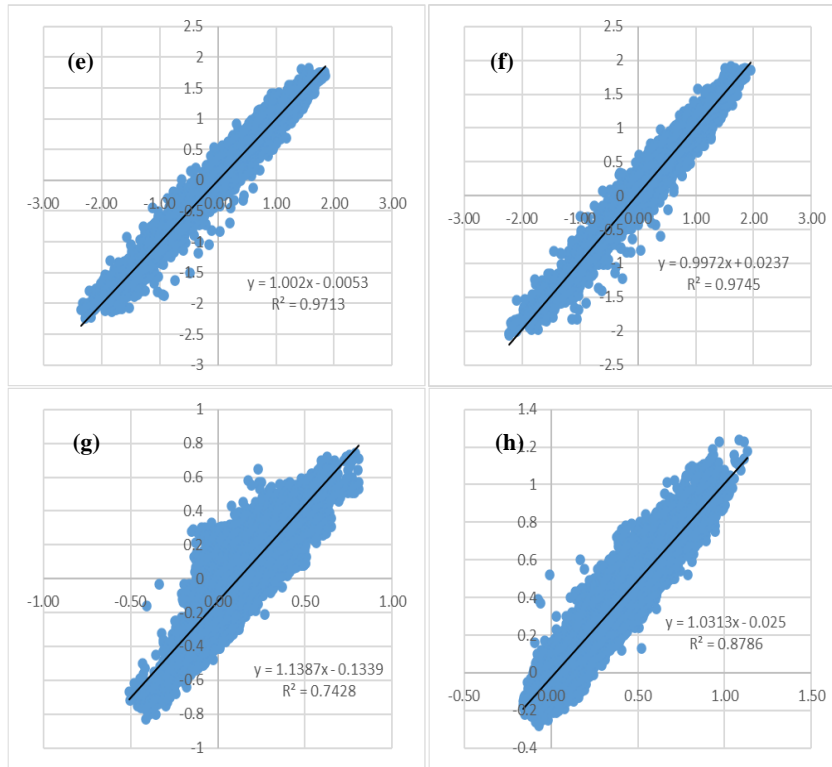 (e)
2.5
2
1.5
1
0.5
0
-0.5
-1
-1.5
-2
-2.5
-3
-3.00 -2.00 -1.00 0.00 1.00 2.00 3.00
y = 1.002x - 0.0053
R² = 0.9713
(f)
2.5
2
1.5
1
0.5
0
-0.5
-1
-1.5
-2
-2.5
-3.00 -2.00 -1.00 0.00 1.00 2.00 3.00
y = 0.9972x + 0.0237
R² = 0.9745
(g)
1
0.8
0.6
0.4
0.2
0
-0.2
-0.4
-0.6
-0.8
-1
-1.00 -0.50 0.00 0.50 1.00
y = 1.1387x - 0.1339
R² = 0.7428
(h)
1.4
1.2
1
0.8
0.6
0.4
0.2
0
-0.2
-0.4
-0.50 0.00 0.50 1.00 1.50
y = 1.0313x - 0.025
R² = 0.8786